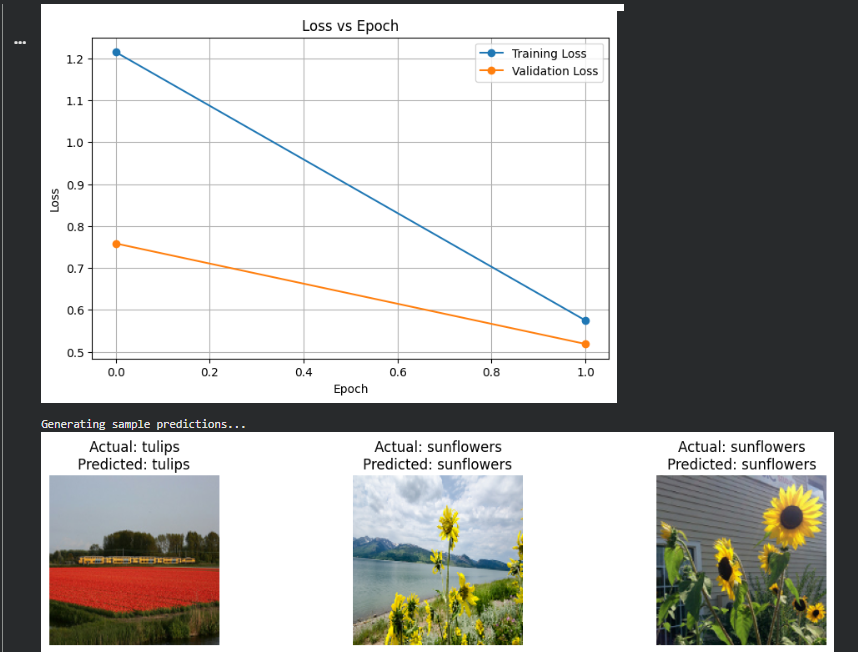 Loss vs Epoch
Training Loss
Validation Loss
1.2
1.1
1.0
0.9
0.8
0.7
0.6
0.5
Loss
0.0 0.2 0.4 0.6 0.8 1.0
Epoch
Generating sample predictions...
Actual: tulips
Predicted: tulips
Actual: sunflowers
Predicted: sunflowers
Actual: sunflowers
Predicted: sunflowers